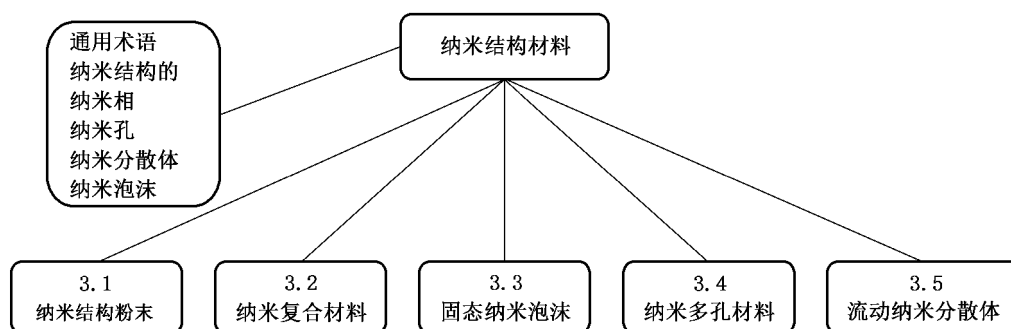 通用术语
纳米结构的
纳米相
纳米孔
纳米分散体
纳米泡沫
纳米结构材料
3.1
纳米结构粉末
3.2
纳米复合材料
3.3
固态纳米泡沫
3.4
纳米多孔材料
3.5
流动纳米分散体